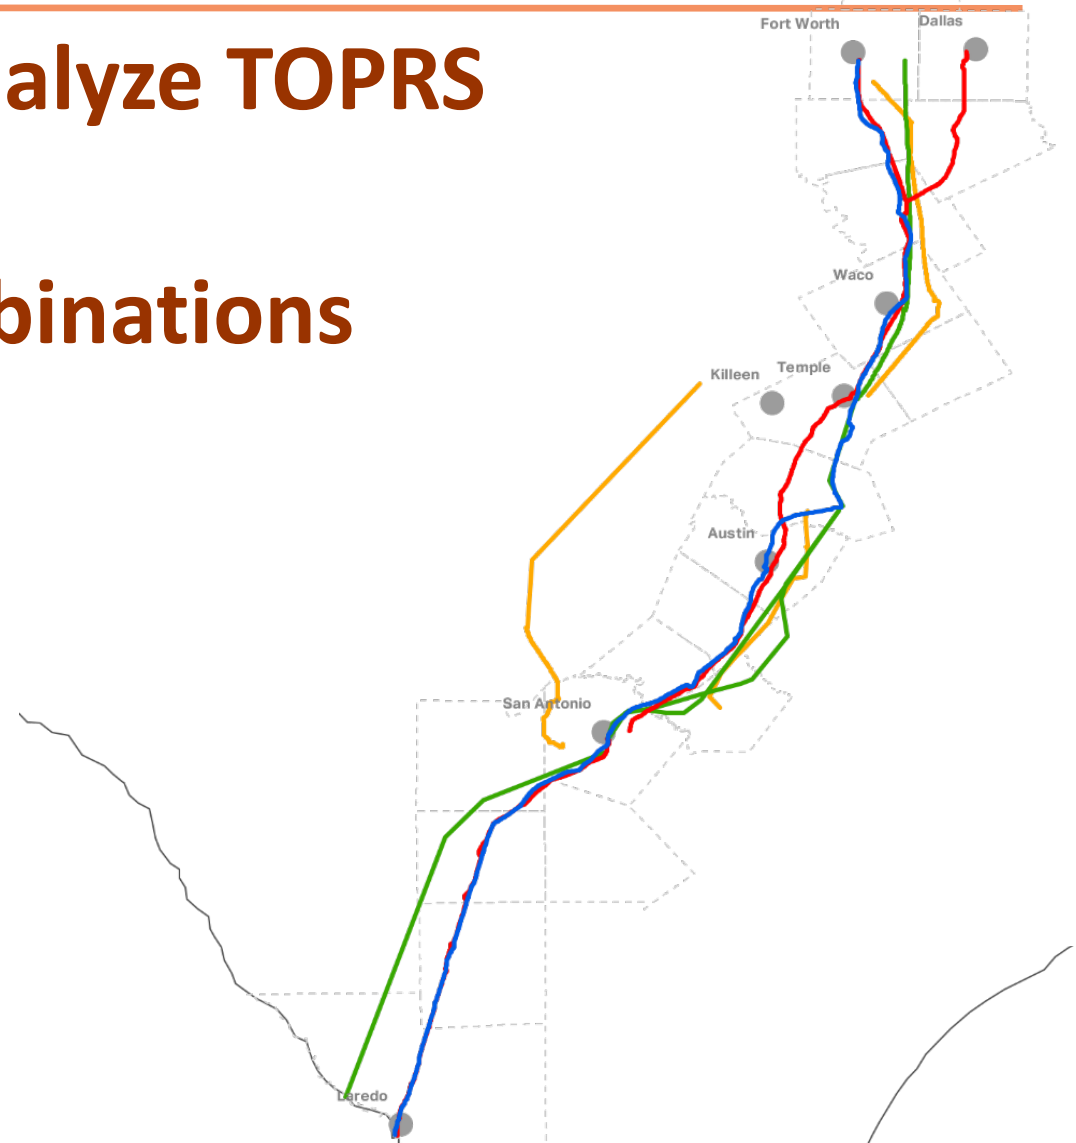 alyze TOPRS
binations
Fort Worth
Dallas
Waco
Temple
Killeen
Austin
San Antonio
Laredo